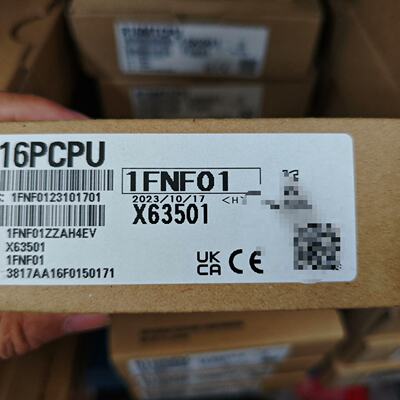 16PCPU
1FNF01
2023/10/17
<H
X63501
1FNF0123101701
1FNF01ZZAH4EV
X63501
1FNF01
3817AA16F0150171
UK
CA
CE